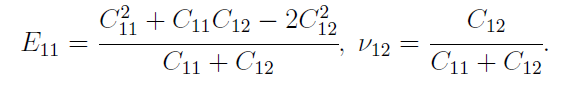 E_{11} = \frac{C_{11}^2 + C_{11}C_{12} - 2C_{12}^2}{C_{11} + C_{12}}, \nu_{12} = \frac{C_{12}}{C_{11} + C_{12}}.